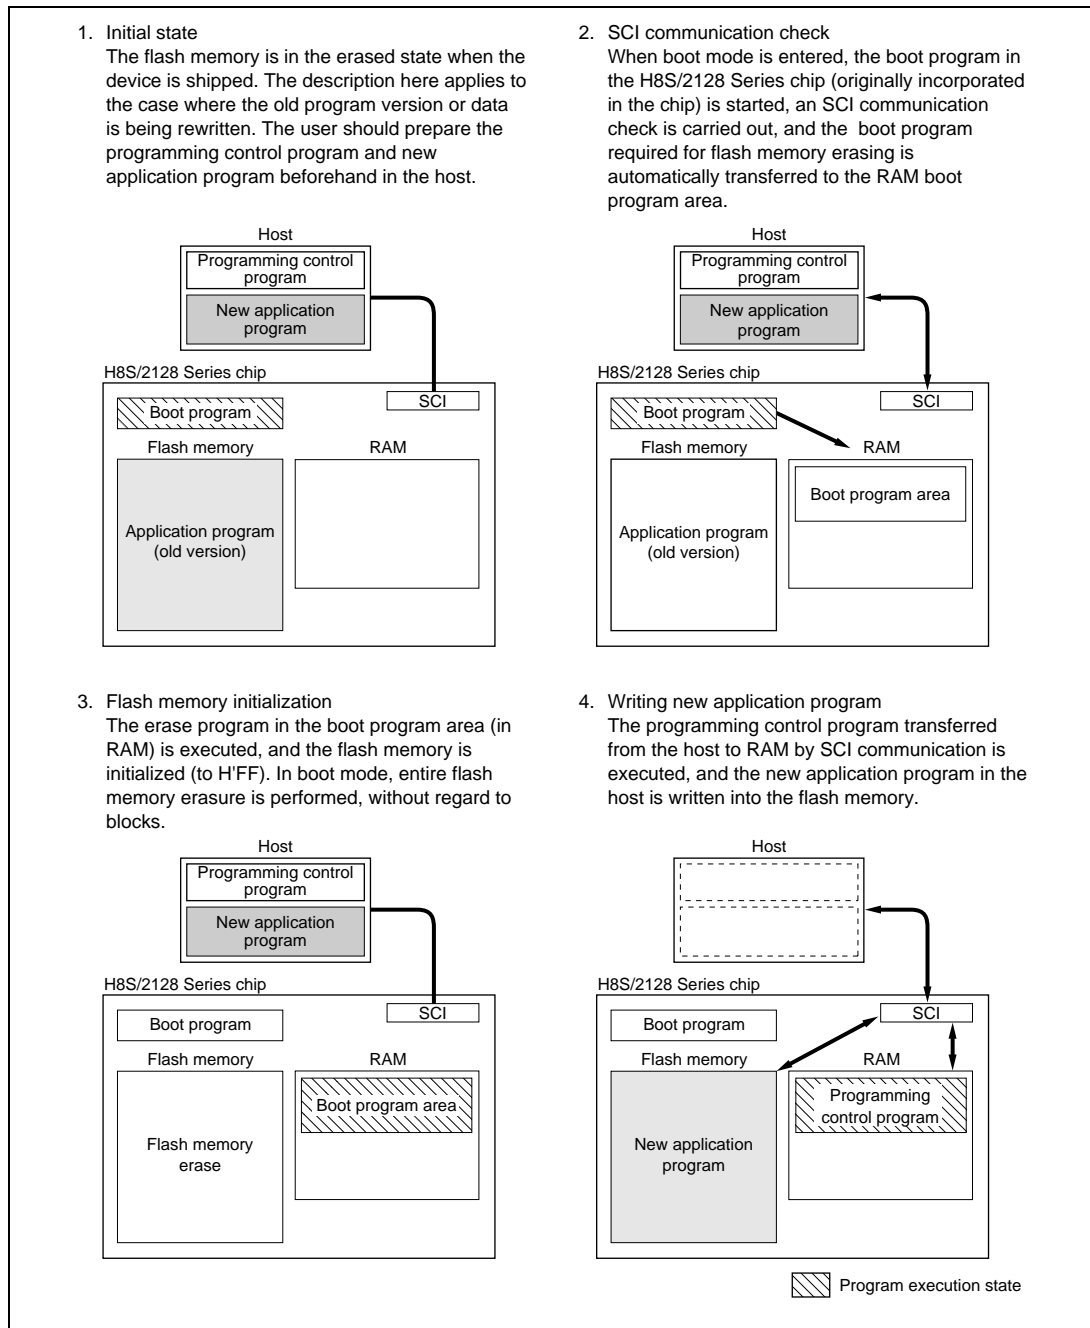 1. Initial state
The flash memory is in the erased state when the
device is shipped. The description here applies to
the case where the old program version or data
is being rewritten. The user should prepare the
programming control program and new
application program beforehand in the host.
Host
Programming control
program
New application
program
H8S/2128 Series chip
SCI
Boot program
Flash memory
RAM
Application program
(old version)
2. SCI communication check
When boot mode is entered, the boot program in
the H8S/2128 Series chip (originally incorporated
in the chip) is started, an SCI communication
check is carried out, and the boot program
required for flash memory erasing is
automatically transferred to the RAM boot
program area.
Host
Programming control
program
New application
program
H8S/2128 Series chip
SCI
Boot program
Flash memory
RAM
Boot program area
Application program
(old version)
3. Flash memory initialization
The erase program in the boot program area (in
RAM) is executed, and the flash memory is
initialized (to H'FF). In boot mode, entire flash
memory erasure is performed, without regard to
blocks.
Host
Programming control
program
New application
program
H8S/2128 Series chip
SCI
Boot program
Flash memory
RAM
Boot program area
Flash memory
erase
4. Writing new application program
The programming control program transferred
from the host to RAM by SCI communication is
executed, and the new application program in the
host is written into the flash memory.
Host
H8S/2128 Series chip
SCI
Boot program
Flash memory
RAM
Programming
control program
New application
program
Program execution state